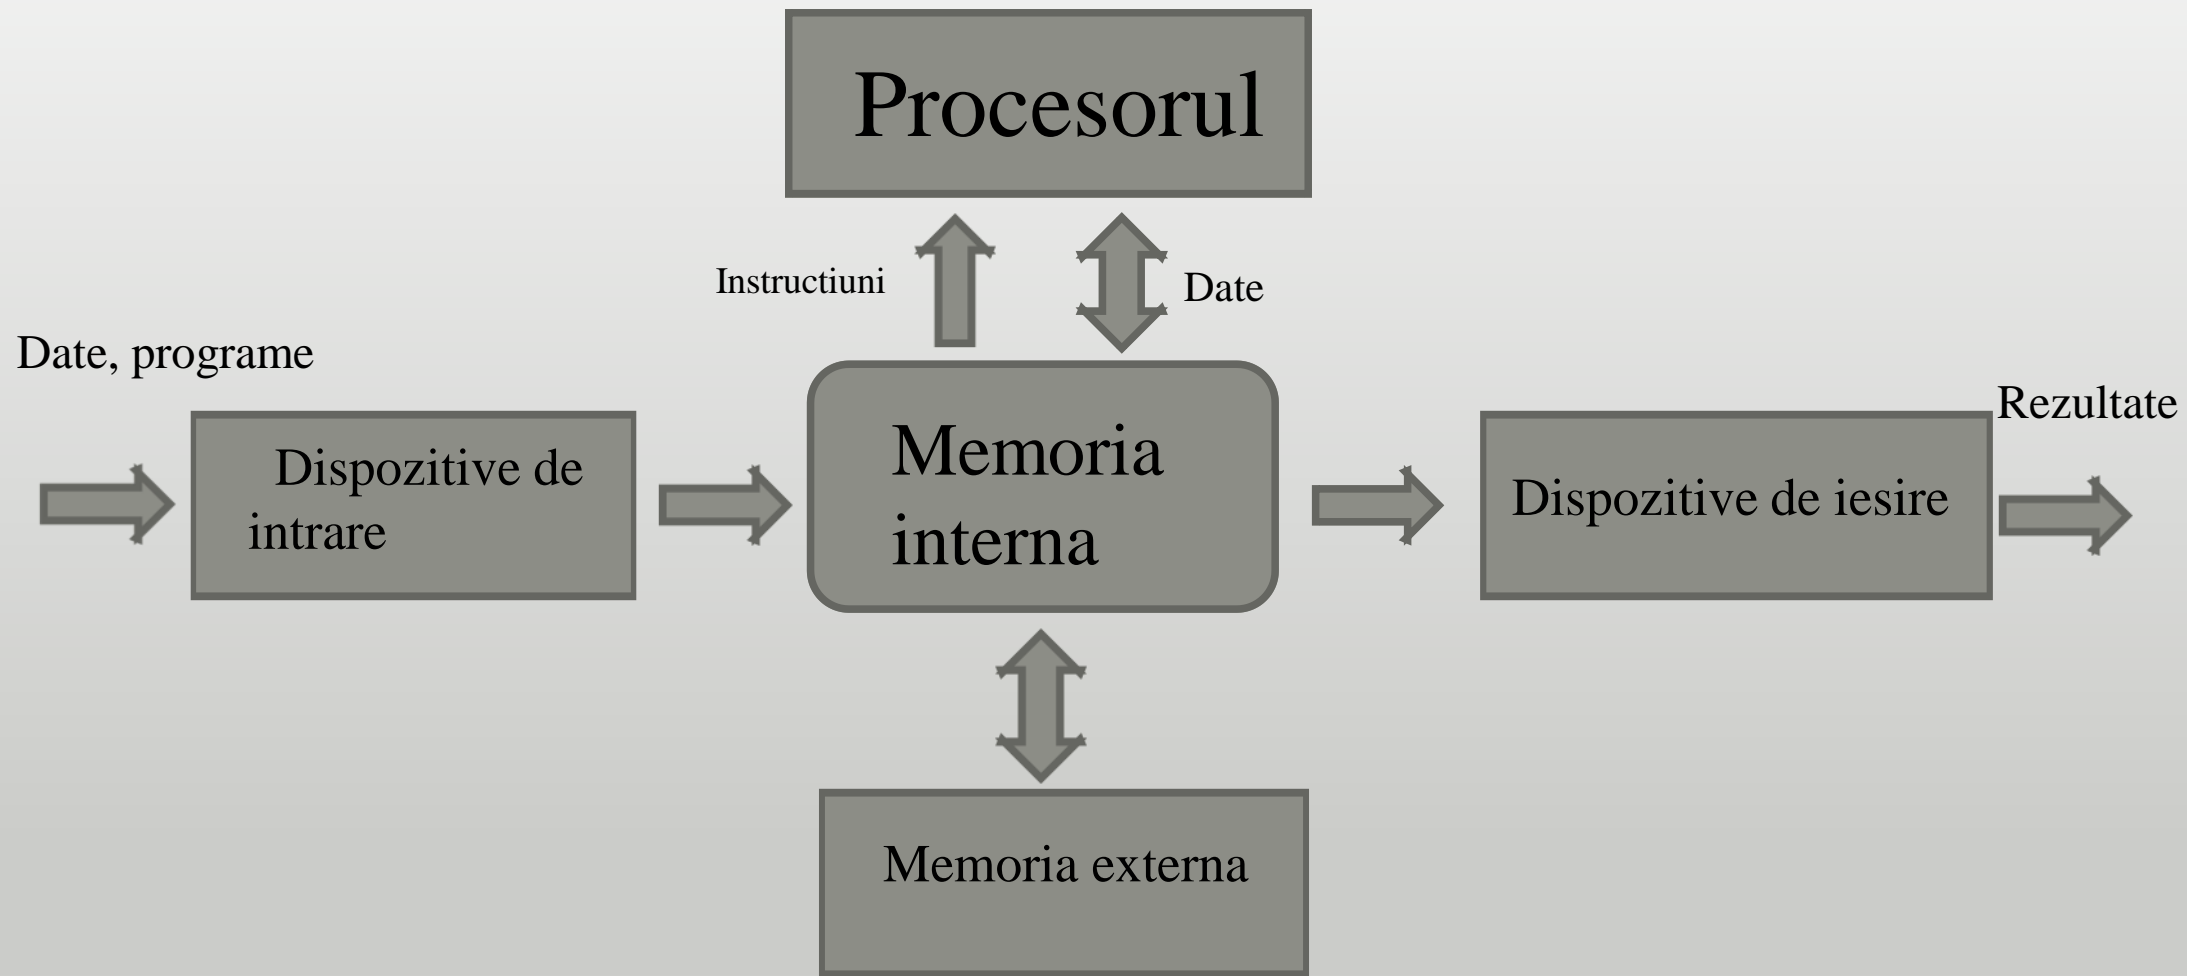 Procesorul
Instructiuni
Date
Date, programe
Dispozitive de
intrare
Memoria
interna
Rezultate
Dispozitive de iesire
Memoria externa